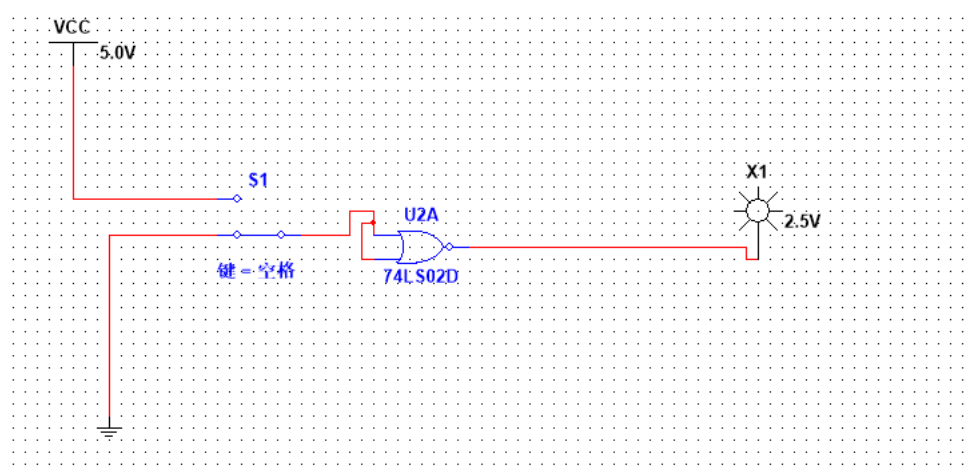 VCC
5.0V
S1
键 = 空格
U2A
74LS02D
X1
2.5V